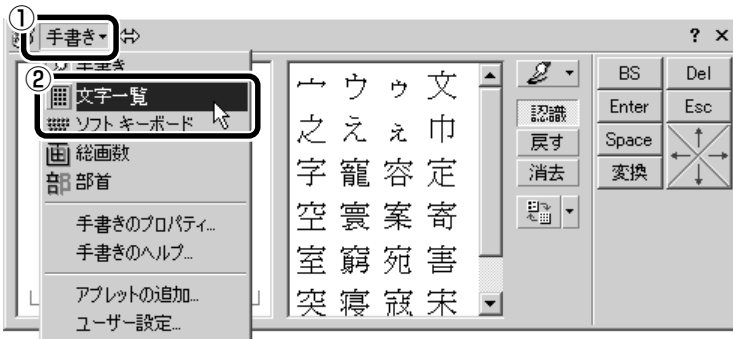 ①
手書き
? ×
②
手書き
文字一覧
ソフト キーボード
総画数
部首
手書きのプロパティ...
手書きのヘルプ...
アプレットの追加...
ユーザー設定...
亠 ウ ゥ 文
之 え ぇ 巾
字 寵 容 定
空 寰 案 寄
室 窮 宛 害
突 寝 寇 宋
認識
戻す
消去
BS Del
Enter Esc
Space
変換